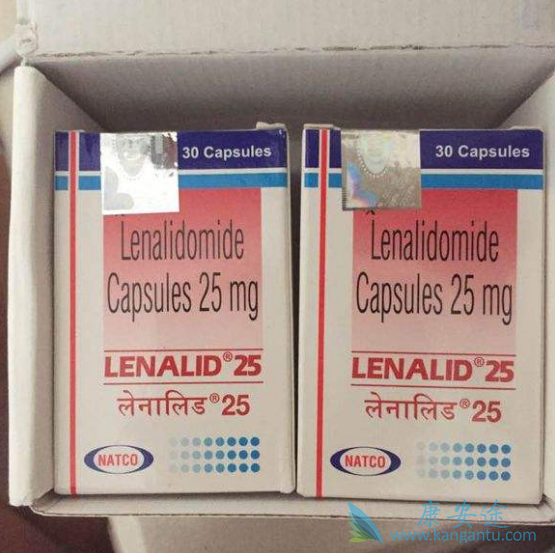 30 Capsules
Lenalidomide
Capsules 25 mg
LENALID®25
लेनालिड®25
NATCO
30 Capsules
Lenalidomide
Capsules 25 mg
LENALID®25
लेनालिड®25
NATCO
康安途
www.kangantu.com